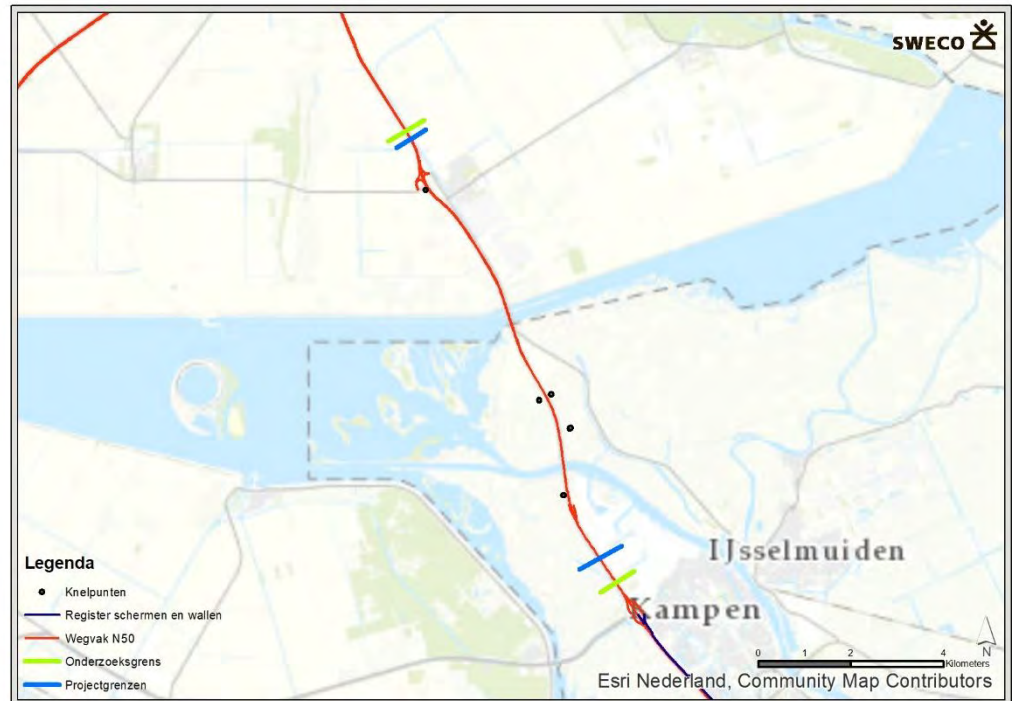 SWECO
IJsselmuiden
Kampen
Legenda
Knelpunten
Register schermen en wallen
Wegvak N50
Onderzoeksgrens
Projectgrenzen
N
0 1 2 4
Kilometers
Esri Nederland, Community Map Contributors